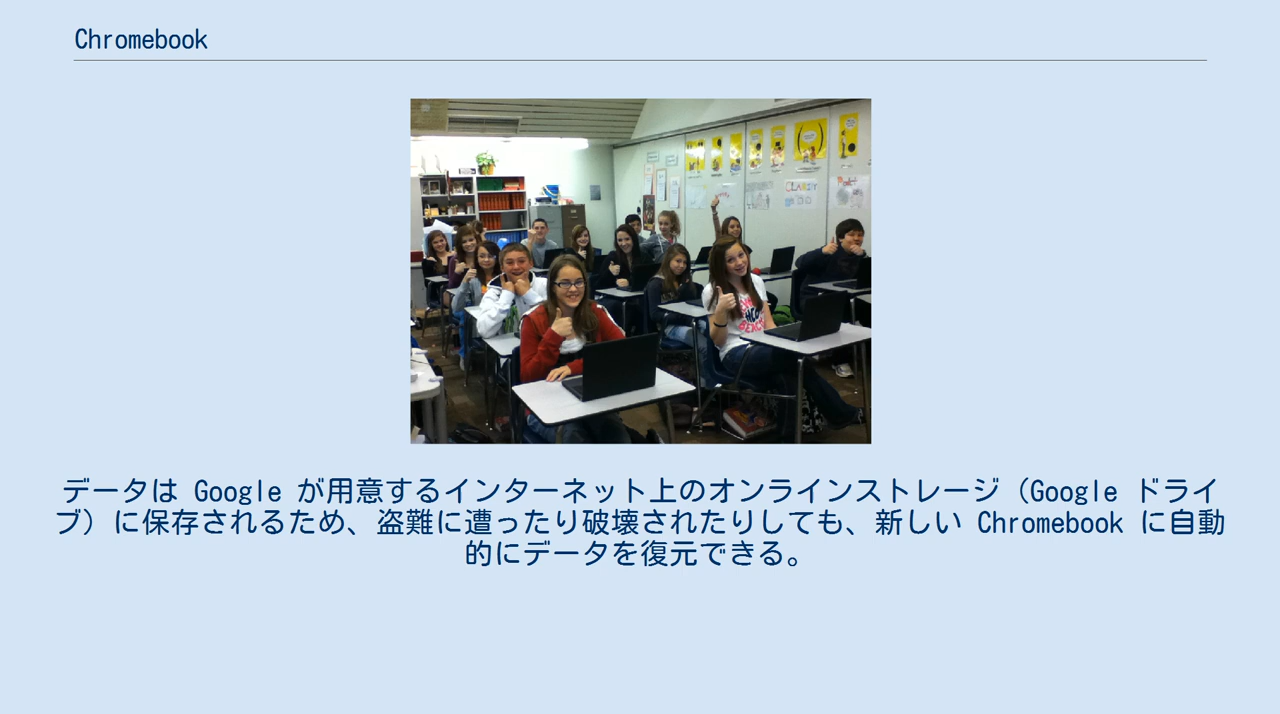 Chromebook
CLARITY
データは Google が用意するインターネット上のオンラインストレージ（Google ドライ
ブ）に保存されるため、盗難に遭ったり破壊されたりしても、新しい Chromebook に自動
的にデータを復元できる。